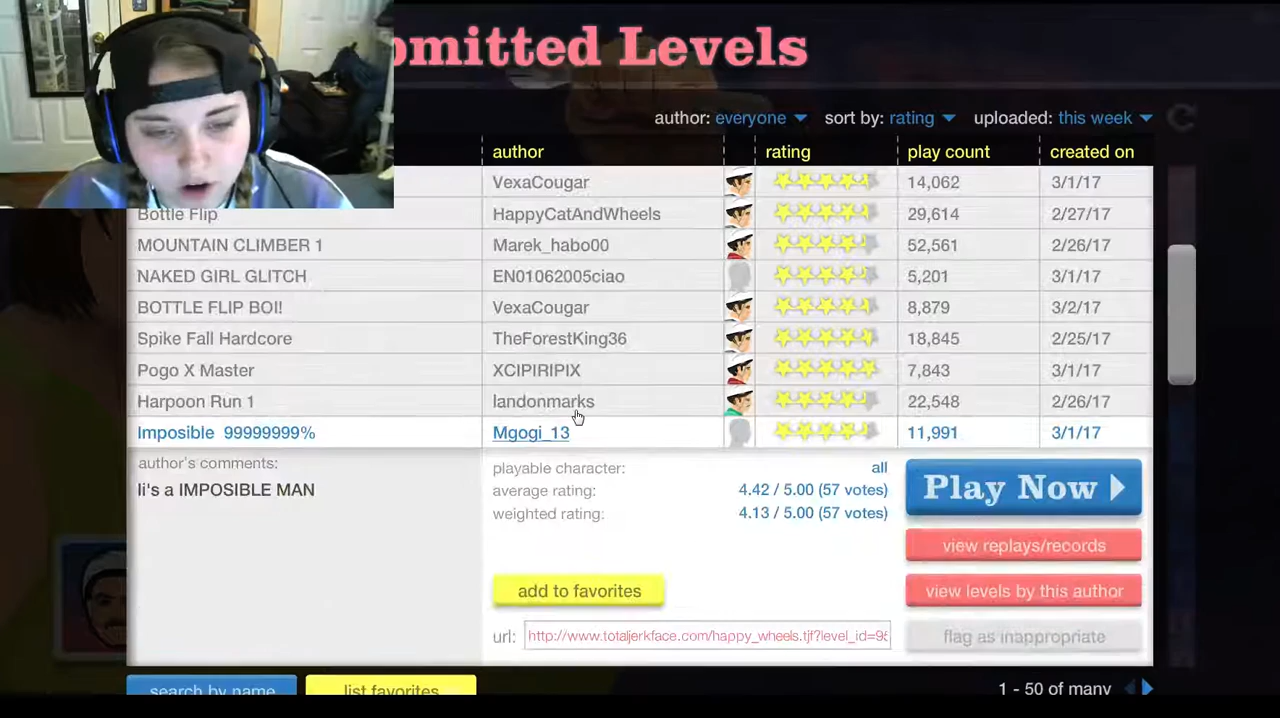 omitted Levels
author: everyone sort by: rating uploaded: this week
author rating play count created on
VexaCougar 14,062 3/1/17
Bottle Flip HappyCatAndWheels 29,614 2/27/17
MOUNTAIN CLIMBER 1 Marek_habo00 52,561 2/26/17
NAKED GIRL GLITCH EN01062005ciao 5,201 3/1/17
BOTTLE FLIP BOI! VexaCougar 8,879 3/2/17
Spike Fall Hardcore TheForestKing36 18,845 2/25/17
Pogo X Master XCIPIRIPIX 7,843 3/1/17
Harpoon Run 1 landonmarks 22,548 2/26/17
Imposible 99999999% Mgogi_13 11,991 3/1/17
author's comments:
Ii's a IMPOSIBLE MAN
playable character: all
average rating: 4.42 / 5.00 (57 votes)
weighted rating: 4.13 / 5.00 (57 votes)
Play Now
view replays/records
add to favorites
view levels by this author
url: http://www.totaljerkface.com/happy_wheels.tjf?level_id=98
flag as inappropriate
search by name list favorites 1 - 50 of many